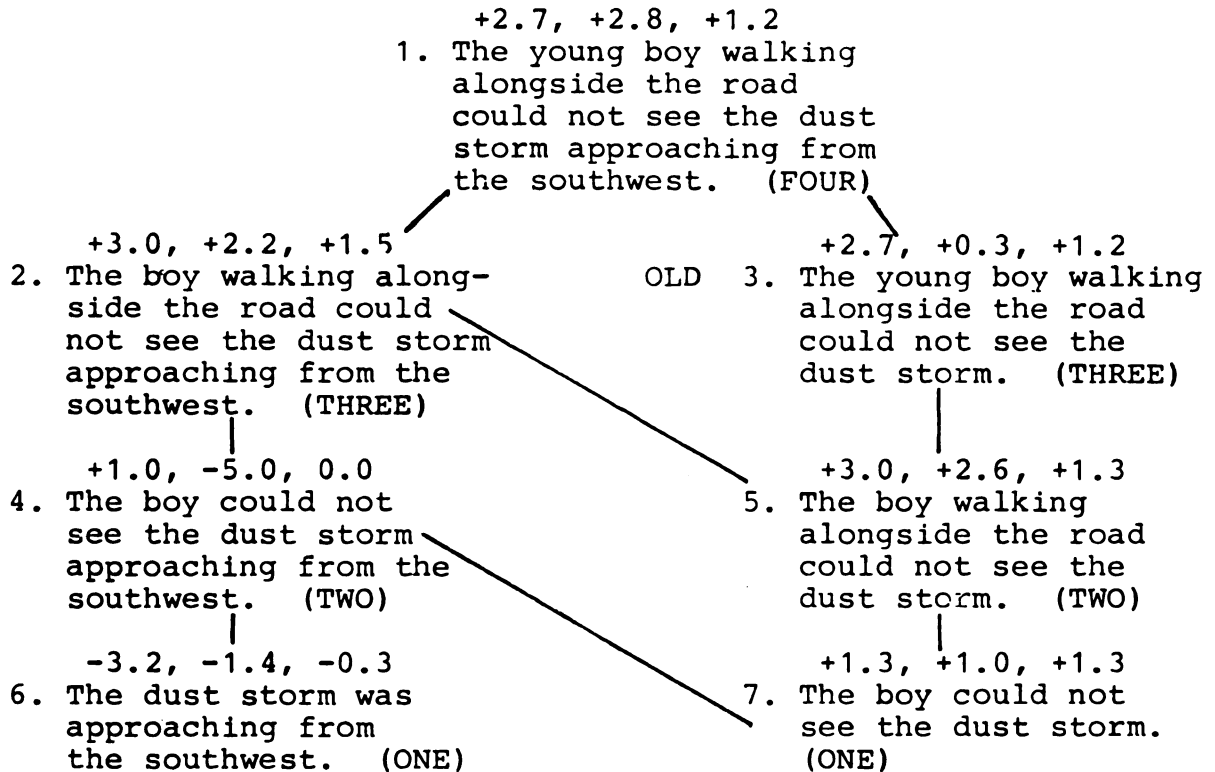 +2.7, +2.8, +1.2
1. The young boy walking
alongside the road
could not see the dust
storm approaching from
the southwest. (FOUR)
+3.0, +2.2, +1.5
2. The boy walking along-
side the road could
not see the dust storm
approaching from the
southwest. (THREE)
+2.7, +0.3, +1.2
OLD 3. The young boy walking
alongside the road
could not see the
dust storm. (THREE)
+1.0, -5.0, 0.0
4. The boy could not
see the dust storm
approaching from the
southwest. (TWO)
+3.0, +2.6, +1.3
5. The boy walking
alongside the road
could not see the
dust storm. (TWO)
-3.2, -1.4, -0.3
6. The dust storm was
approaching from
the southwest. (ONE)
+1.3, +1.0, +1.3
7. The boy could not
see the dust storm.
(ONE)